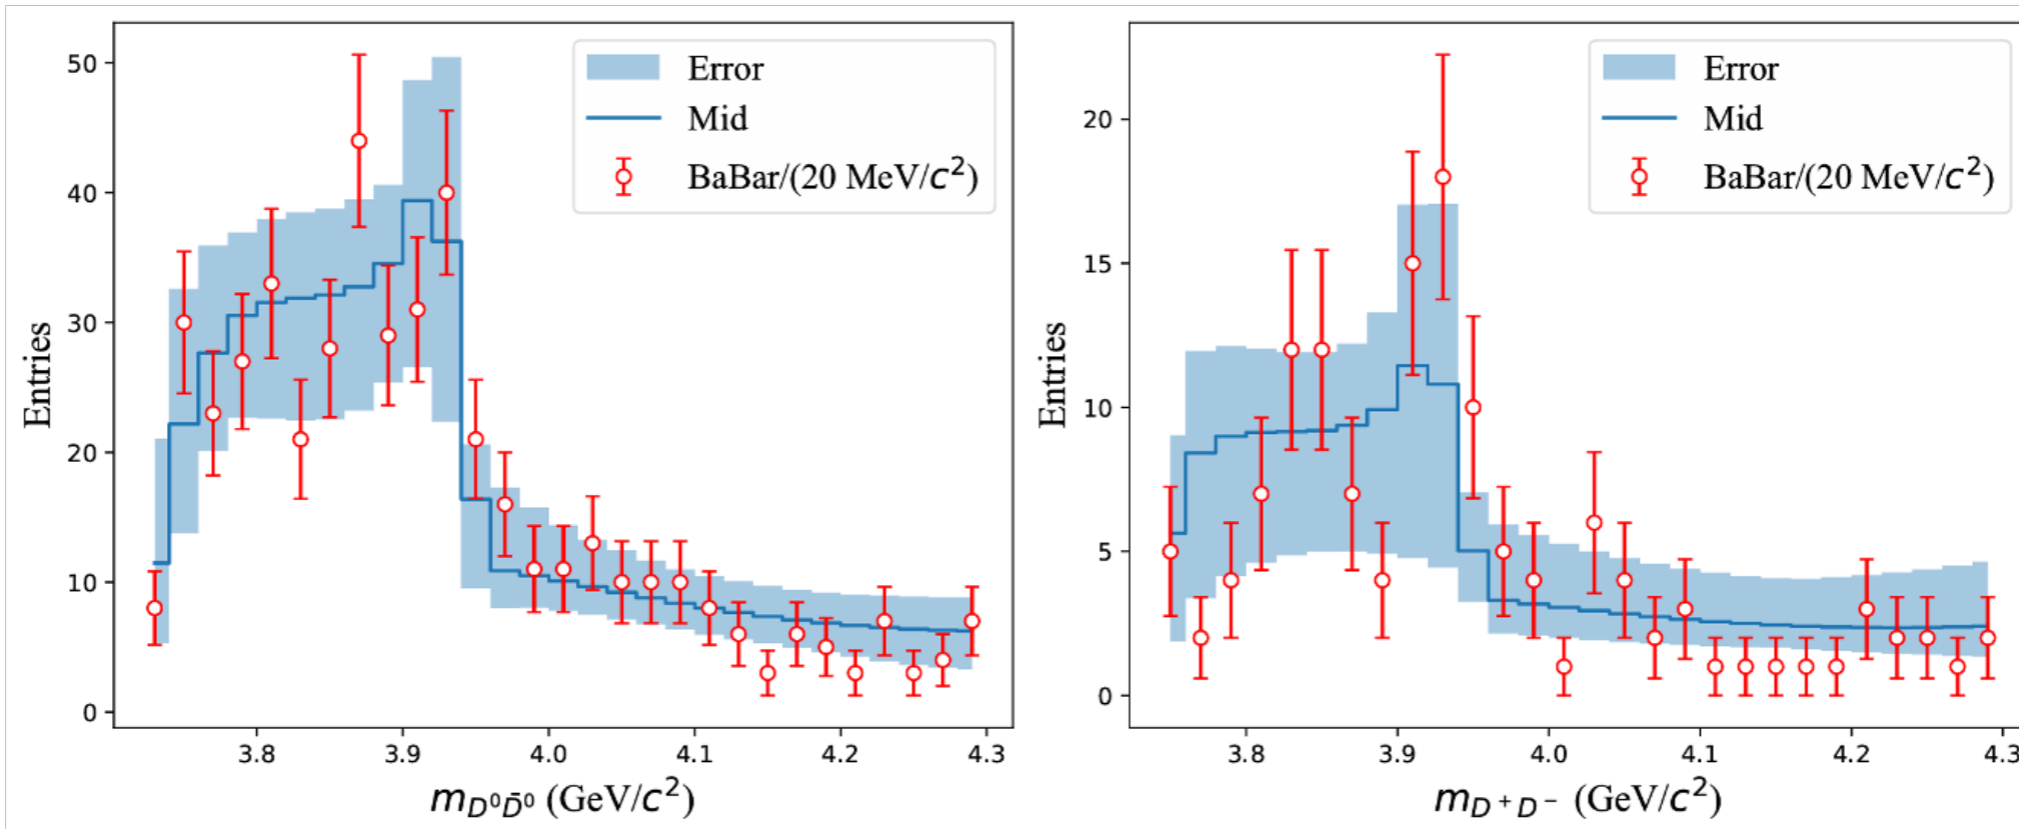 50
40
30
20
10
0
Entries
3.8 3.9 4.0 4.1 4.2 4.3
m_{D⁰D̄⁰} (GeV/c²)
Error
Mid
BaBar/(20 MeV/c²)
20
15
10
5
0
Entries
3.8 3.9 4.0 4.1 4.2 4.3
m_{D⁺D⁻} (GeV/c²)
Error
Mid
BaBar/(20 MeV/c²)